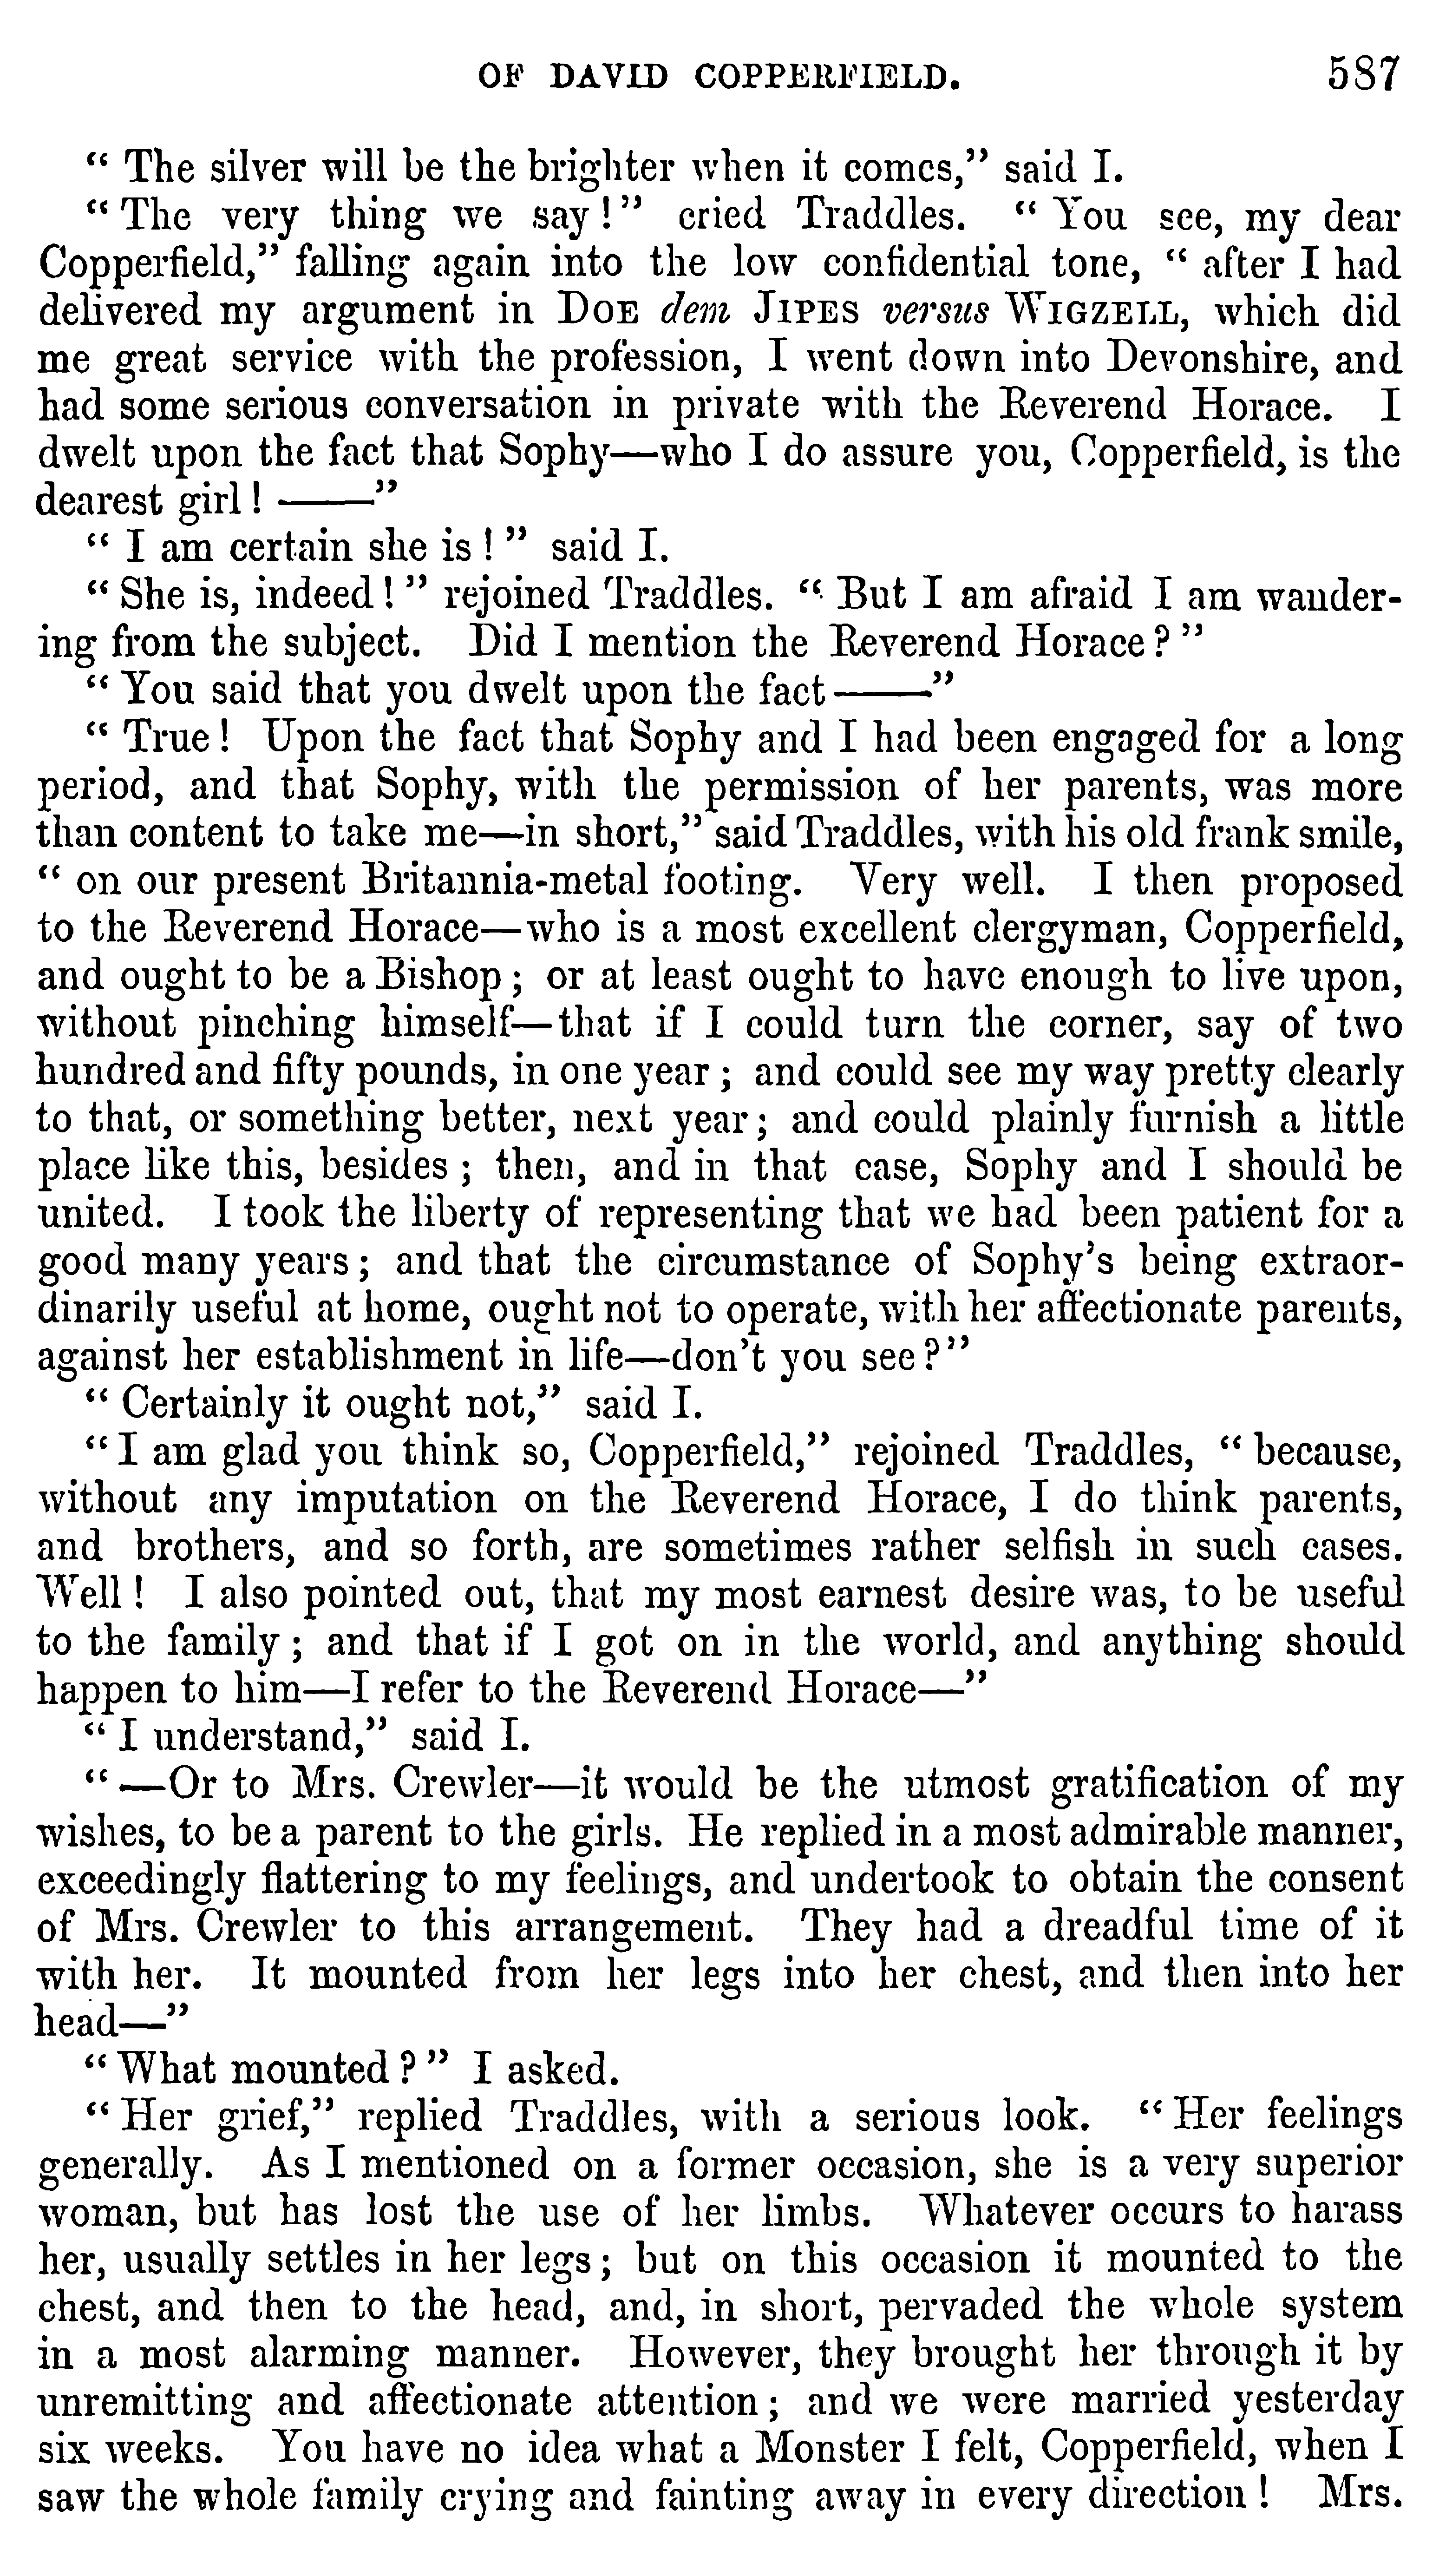 OF DAVID COPPERFIELD. 587
“ The silver will be the brighter when it comes,” said I.
“ The very thing we say ! ” cried Traddles. “ You see, my dear
Copperfield,” falling again into the low confidential tone, “ after I had
delivered my argument in DOE dem JIPES versus WIGZELL, which did
me great service with the profession, I went down into Devonshire, and
had some serious conversation in private with the Reverend Horace. I
dwelt upon the fact that Sophy—who I do assure you, Copperfield, is the
dearest girl ! ——”
“ I am certain she is ! ” said I.
“ She is, indeed ! ” rejoined Traddles. “ But I am afraid I am wander-
ing from the subject. Did I mention the Reverend Horace ? ”
“ You said that you dwelt upon the fact——”
“ True ! Upon the fact that Sophy and I had been engaged for a long
period, and that Sophy, with the permission of her parents, was more
than content to take me—in short,” said Traddles, with his old frank smile,
“ on our present Britannia-metal footing. Very well. I then proposed
to the Reverend Horace—who is a most excellent clergyman, Copperfield,
and ought to be a Bishop ; or at least ought to have enough to live upon,
without pinching himself—that if I could turn the corner, say of two
hundred and fifty pounds, in one year ; and could see my way pretty clearly
to that, or something better, next year ; and could plainly furnish a little
place like this, besides ; then, and in that case, Sophy and I should be
united. I took the liberty of representing that we had been patient for a
good many years ; and that the circumstance of Sophy’s being extraor-
dinarily useful at home, ought not to operate, with her affectionate parents,
against her establishment in life—don’t you see ? ”
“ Certainly it ought not,” said I.
“ I am glad you think so, Copperfield,” rejoined Traddles, “ because,
without any imputation on the Reverend Horace, I do think parents,
and brothers, and so forth, are sometimes rather selfish in such cases.
Well ! I also pointed out, that my most earnest desire was, to be useful
to the family ; and that if I got on in the world, and anything should
happen to him—I refer to the Reverend Horace—”
“ I understand,” said I.
“ —Or to Mrs. Crewler—it would be the utmost gratification of my
wishes, to be a parent to the girls. He replied in a most admirable manner,
exceedingly flattering to my feelings, and undertook to obtain the consent
of Mrs. Crewler to this arrangement. They had a dreadful time of it
with her. It mounted from her legs into her chest, and then into her
head—”
“ What mounted ? ” I asked.
“ Her grief,” replied Traddles, with a serious look. “ Her feelings
generally. As I mentioned on a former occasion, she is a very superior
woman, but has lost the use of her limbs. Whatever occurs to harass
her, usually settles in her legs ; but on this occasion it mounted to the
chest, and then to the head, and, in short, pervaded the whole system
in a most alarming manner. However, they brought her through it by
unremitting and affectionate attention ; and we were married yesterday
six weeks. You have no idea what a Monster I felt, Copperfield, when I
saw the whole family crying and fainting away in every direction ! Mrs.